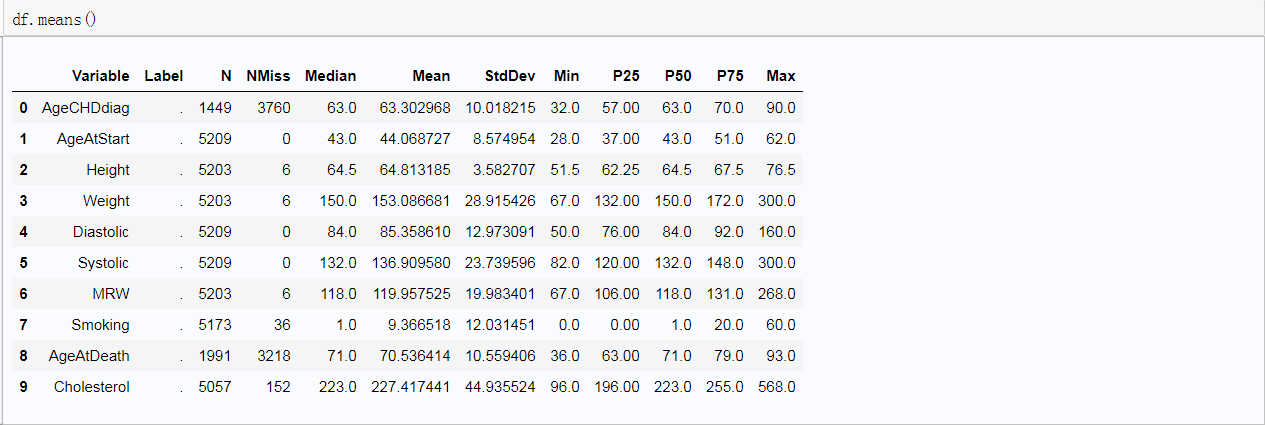 df.means()
Variable Label N NMiss Median Mean StdDev Min P25 P50 P75 Max
0 AgeCHDdiag . 1449 3760 63.0 63.302968 10.018215 32.0 57.00 63.0 70.0 90.0
1 AgeAtStart . 5209 0 43.0 44.068727 8.574954 28.0 37.00 43.0 51.0 62.0
2 Height . 5203 6 64.5 64.813185 3.582707 51.5 62.25 64.5 67.5 76.5
3 Weight . 5203 6 150.0 153.086681 28.915426 67.0 132.00 150.0 172.0 300.0
4 Diastolic . 5209 0 84.0 85.358610 12.973091 50.0 76.00 84.0 92.0 160.0
5 Systolic . 5209 0 132.0 136.909580 23.739596 82.0 120.00 132.0 148.0 300.0
6 MRW . 5203 6 118.0 119.957525 19.983401 67.0 106.00 118.0 131.0 268.0
7 Smoking . 5173 36 1.0 9.366518 12.031451 0.0 0.00 1.0 20.0 60.0
8 AgeAtDeath . 1991 3218 71.0 70.536414 10.559406 36.0 63.00 71.0 79.0 93.0
9 Cholesterol . 5057 152 223.0 227.417441 44.935524 96.0 196.00 223.0 255.0 568.0